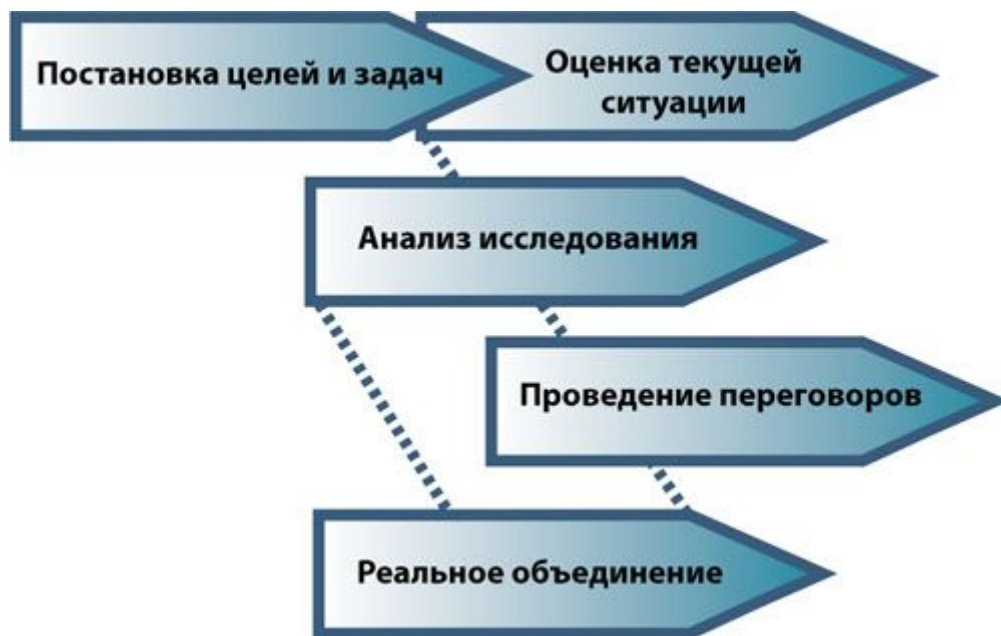 Постановка целей и задач
Оценка текущей
ситуации
Анализ исследования
Проведение переговоров
Реальное объединение